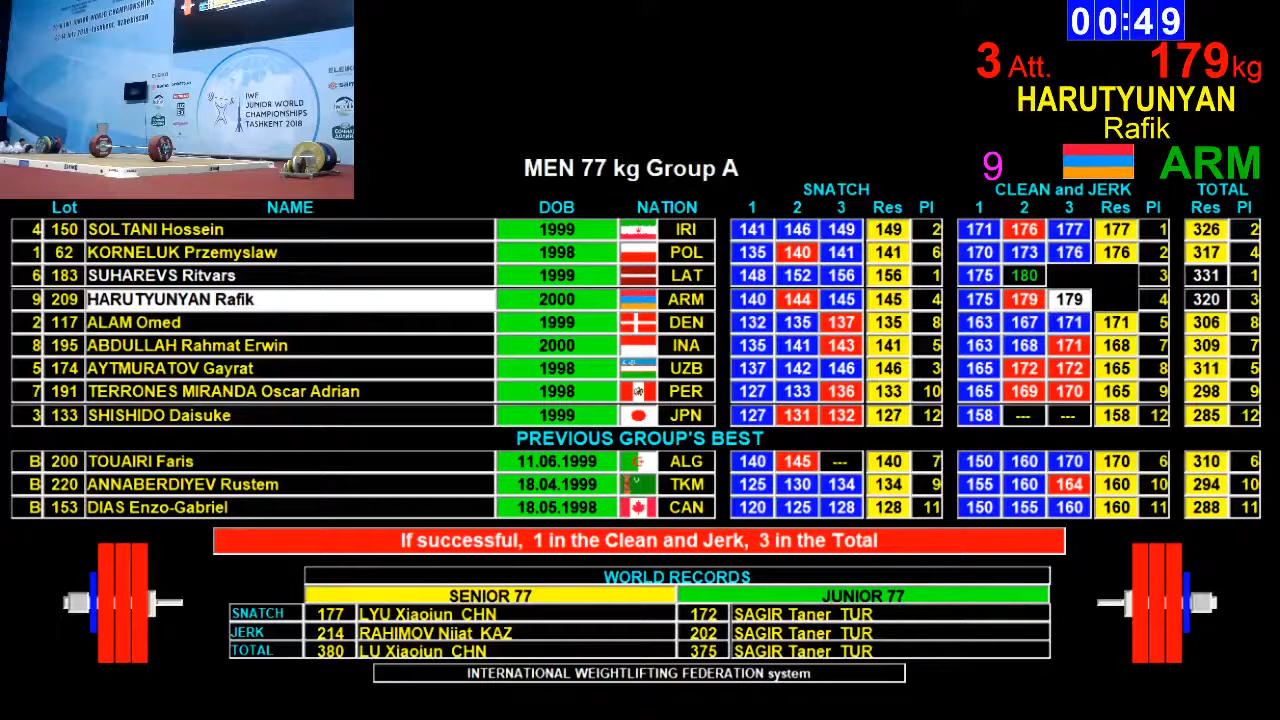 2018 IWF JUNIOR WORLD CHAMPIONSHIPS
IWF
JUNIOR WORLD
CHAMPIONSHIPS
TASHKENT 2018
00:49
3 Att. 179kg
HARUTYUNYAN
Rafik
9 ARM
MEN 77 kg Group A
SNATCH CLEAN and JERK TOTAL
Lot NAME DOB NATION 1 2 3 Res Pl 1 2 3 Res Pl Res Pl
4 150 SOLTANI Hossein 1999 IRI 141 146 149 149 2 171 176 177 177 1 326 2
1 62 KORNELUK Przemyslaw 1998 POL 135 140 141 141 6 170 173 176 176 2 317 4
6 183 SUHAREVS Ritvars 1999 LAT 148 152 156 156 1 175 180 3 331 1
9 209 HARUTYUNYAN Rafik 2000 ARM 140 144 145 145 4 175 179 179 4 320 3
2 117 ALAM Omed 1999 DEN 132 135 137 135 8 163 167 171 171 5 306 8
8 195 ABDULLAH Rahmat Erwin 2000 INA 135 141 143 141 5 163 168 171 168 7 309 7
5 174 AYTMURATOV Gayrat 1998 UZB 137 142 146 146 3 165 172 172 165 8 311 5
7 191 TERRONES MIRANDA Oscar Adrian 1998 PER 127 133 136 133 10 165 169 170 165 9 298 9
3 133 SHISHIDO Daisuke 1999 JPN 127 131 132 127 12 158 --- --- 158 12 285 12
PREVIOUS GROUP'S BEST
B 200 TOUAIRI Faris 11.06.1999 ALG 140 145 --- 140 7 150 160 170 170 6 310 6
B 220 ANNABERDIYEV Rustem 18.04.1999 TKM 125 130 134 134 9 155 160 164 160 10 294 10
B 153 DIAS Enzo-Gabriel 18.05.1998 CAN 120 125 128 128 11 150 155 160 160 11 288 11
If successful, 1 in the Clean and Jerk, 3 in the Total
WORLD RECORDS
SENIOR 77 JUNIOR 77
SNATCH 177 LYU Xiaojun CHN 172 SAGIR Taner TUR
JERK 214 RAHIMOV Nijat KAZ 202 SAGIR Taner TUR
TOTAL 380 LU Xiaojun CHN 375 SAGIR Taner TUR
INTERNATIONAL WEIGHTLIFTING FEDERATION system